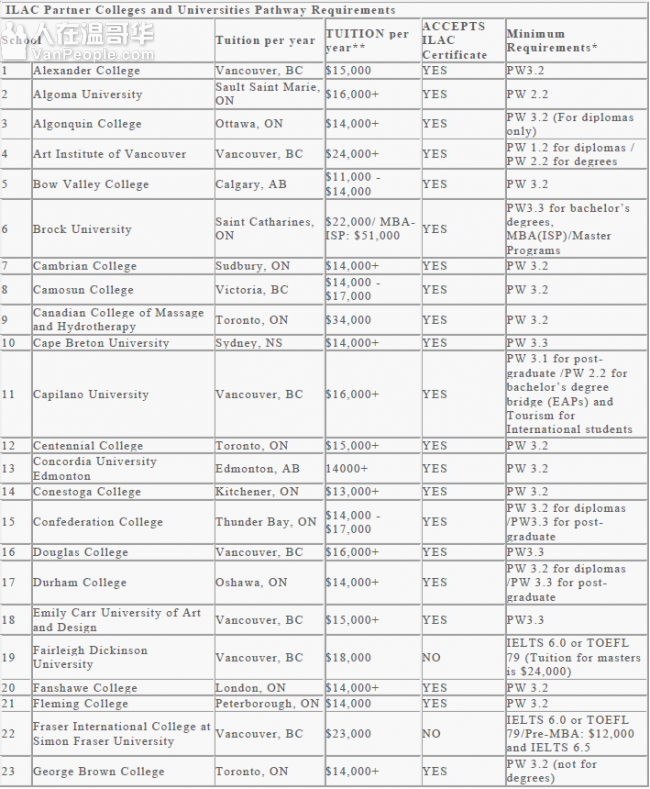 ILAC Partner Colleges and Universities Pathway Requirements
人在温哥华
VanPeople.com
School
Tuition per year
TUITION per
year**
ACCEPTS
ILAC
Certificate
Minimum
Requirements*
1 Alexander College Vancouver, BC $15,000 YES PW3.2
2 Algoma University Sault Saint Marie,
ON $16,000+ YES PW 2.2
3 Algonquin College Ottawa, ON $14,000+ YES PW 3.2 (For diplomas
only)
4 Art Institute of Vancouver Vancouver, BC $24,000+ YES PW 1.2 for diplomas /
PW 2.2 for degrees
5 Bow Valley College Calgary, AB $11,000 -
$14,000 YES PW 3.2
6 Brock University Saint Catharines,
ON $22,000/ MBA-
ISP: $51,000 YES PW3.3 for bachelor's
degrees,
MBA(ISP)/Master
Programs
7 Cambrian College Sudbury, ON $14,000+ YES PW 3.2
8 Camosun College Victoria, BC $14,000 -
$17,000 YES PW 3.2
9 Canadian College of Massage
and Hydrotherapy Toronto, ON $34,000 YES PW 3.2
10 Cape Breton University Sydney, NS $14,000+ YES PW 3.3
11 Capilano University Vancouver, BC $16,000+ YES PW 3.1 for post-
graduate /PW 2.2 for
bachelor's degree
bridge (EAPs) and
Tourism for
International students
12 Centennial College Toronto, ON $15,000+ YES PW 3.2
13 Concordia University
Edmonton Edmonton, AB 14000+ YES PW 3.2
14 Conestoga College Kitchener, ON $13,000+ YES PW 3.2
15 Confederation College Thunder Bay, ON $14,000 -
$17,000 YES PW 3.2 for diplomas
/PW3.3 for post-
graduate
16 Douglas College Vancouver, BC $16,000+ YES PW3.3
17 Durham College Oshawa, ON $14,000+ YES PW 3.2 for diplomas
/PW 3.3 for post-
graduate
18 Emily Carr University of Art
and Design Vancouver, BC $15,000+ YES PW3.3
19 Fairleigh Dickinson
University Vancouver, BC $18,000 NO IELTS 6.0 or TOEFL
79 (Tuition for masters
is $24,000)
20 Fanshawe College London, ON $14,000+ YES PW 3.2
21 Fleming College Peterborough, ON $14,000 YES PW 3.2
22 Fraser International College at
Simon Fraser University Vancouver, BC $23,000 NO IELTS 6.0 or TOEFL
79/Pre-MBA: $12,000
and IELTS 6.5
23 George Brown College Toronto, ON $14,000+ YES PW 3.2 (not for
degrees)